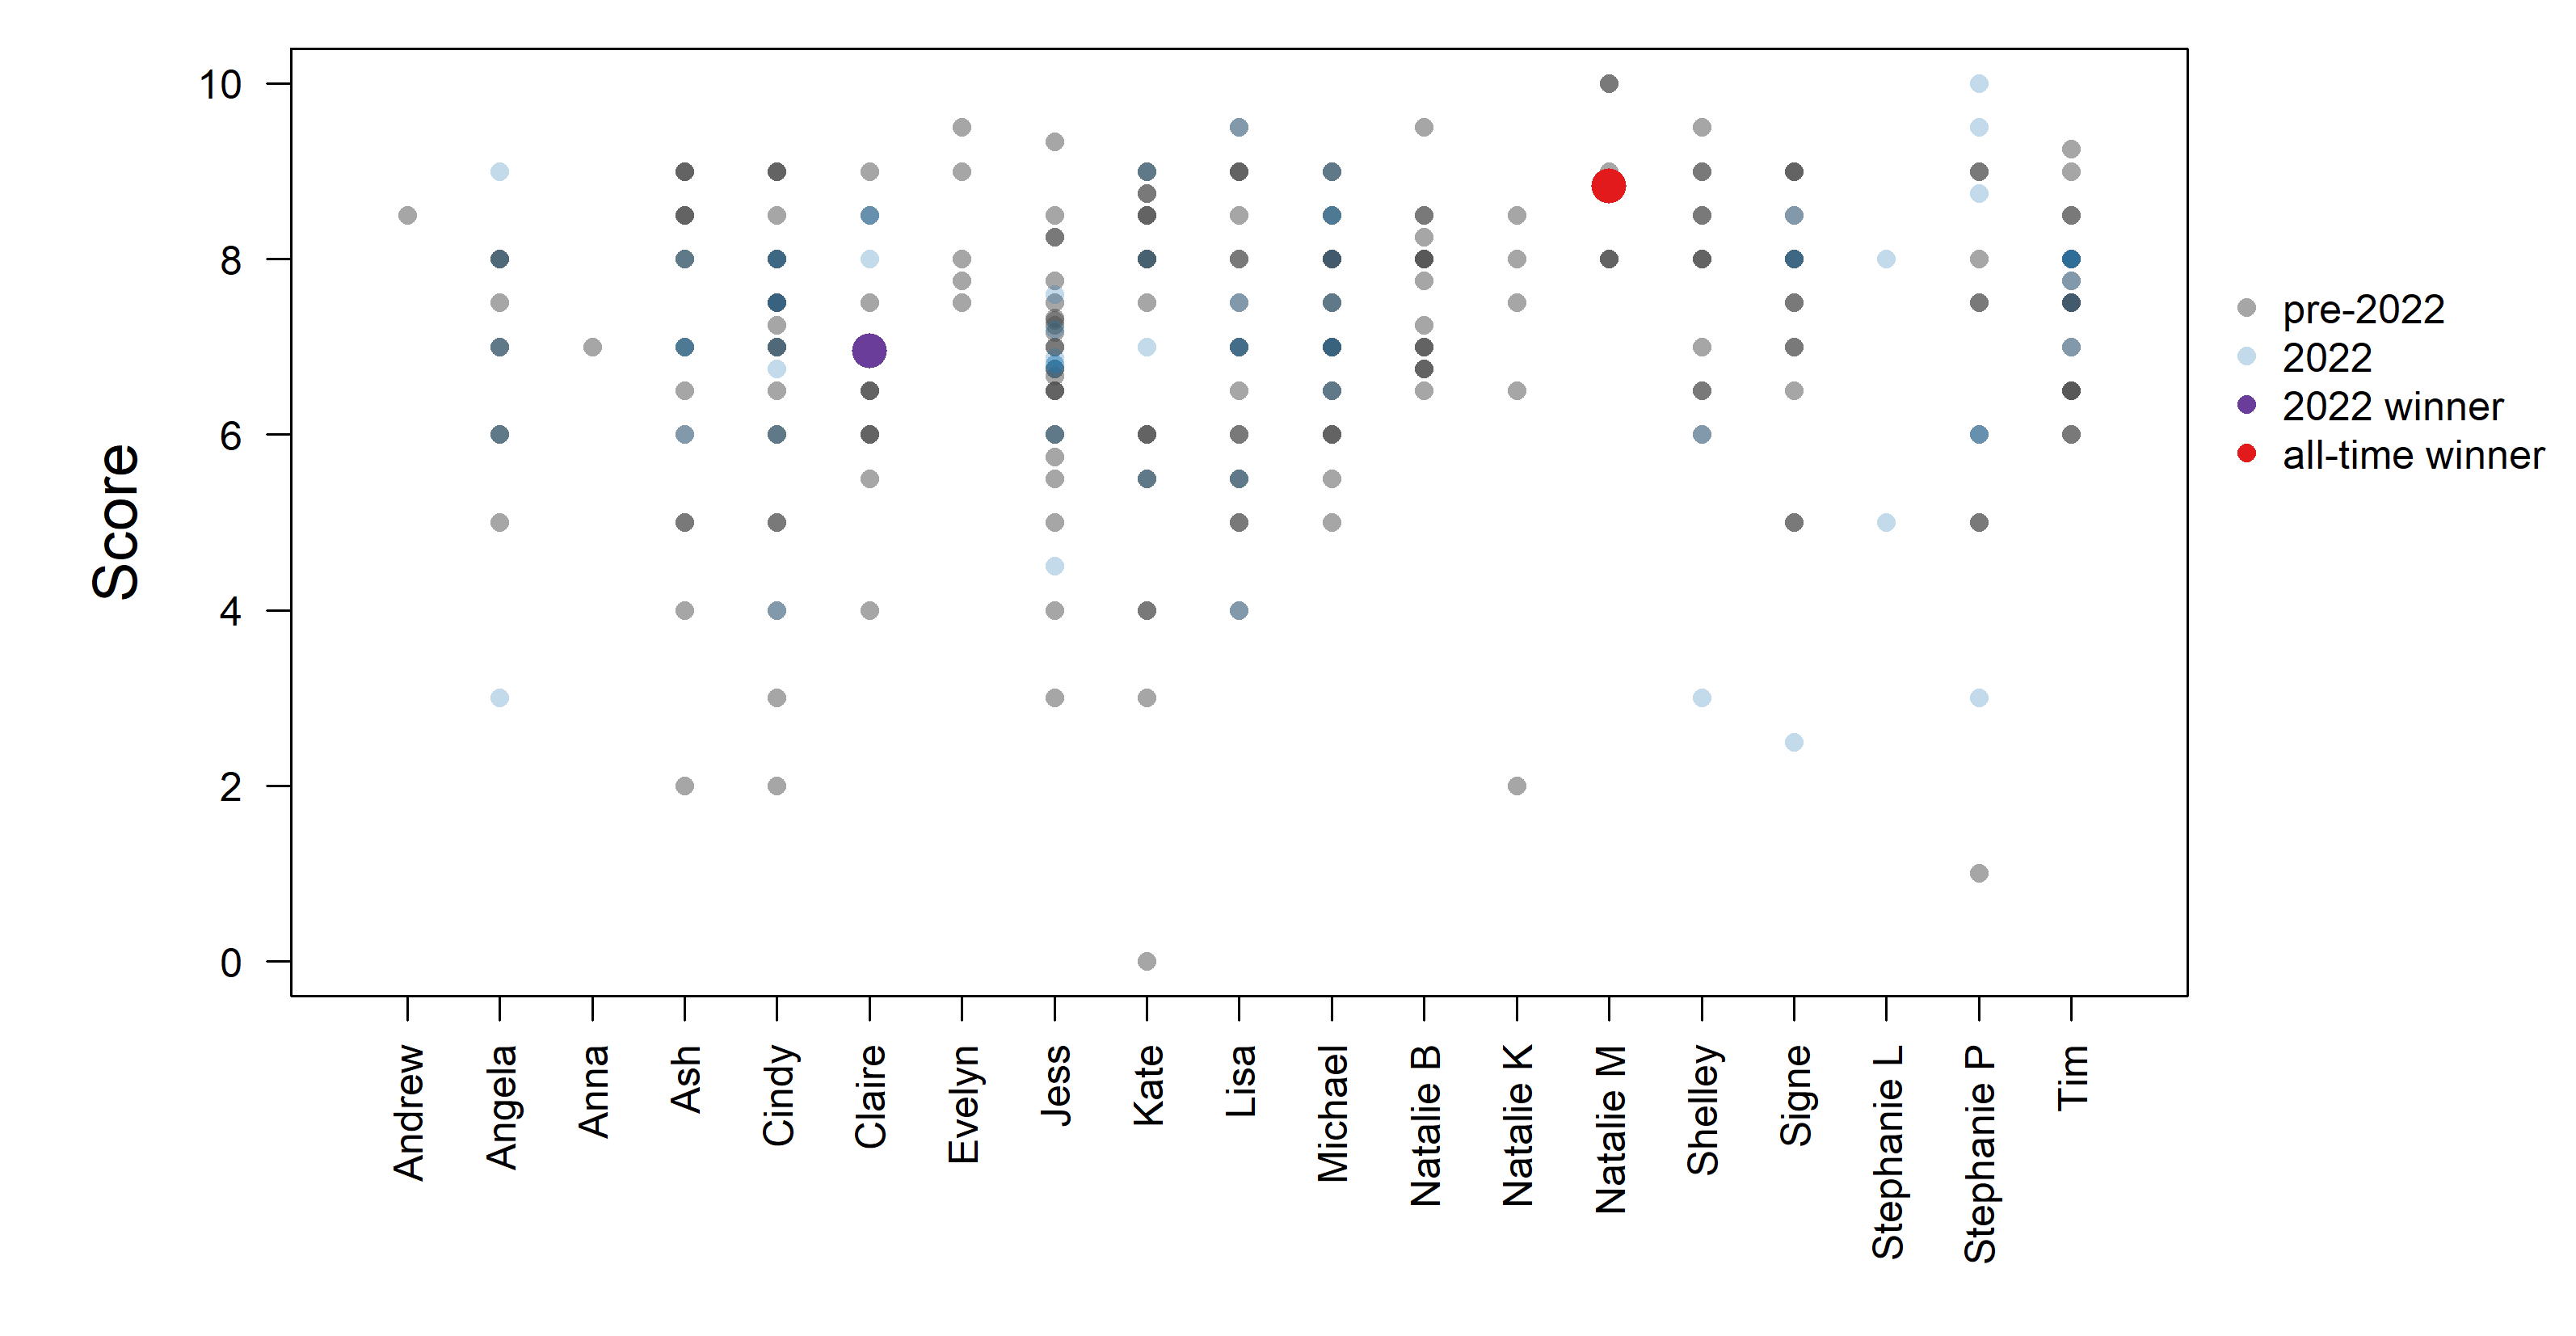 Score
10
8
6
4
2
0
Andrew
Angela
Anna
Ash
Cindy
Claire
Evelyn
Jess
Kate
Lisa
Michael
Natalie B
Natalie K
Natalie M
Shelley
Signe
Stephanie L
Stephanie P
Tim
pre-2022
2022
2022 winner
all-time winner